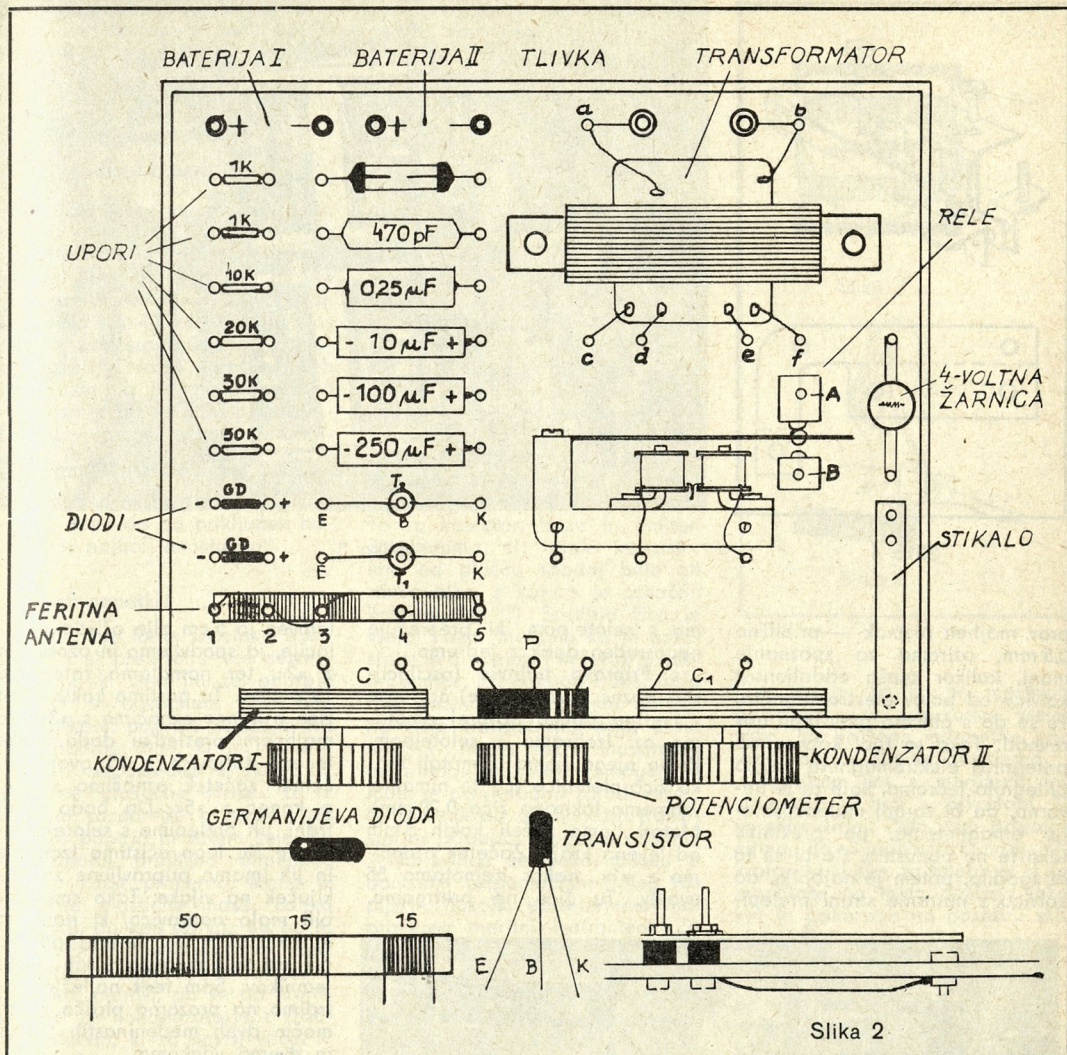 BATERIJA I BATERIJA II TLIVKA TRANSFORMATOR
+ - + -
a b
1K
1K
470 pF
RELE
UPORI
10K
0,25 µF
20K
- 10 µF +
c d e f
30K
- 100 µF +
A
4-VOLTNA
ŽARNICA
50K
- 250 µF +
B
T2
- GD + E B K
DIODI
- GD + E K
T1
STIKALO
FERITNA
ANTENA
2 3 4 5
P
C C1
KONDENZATOR I
KONDENZATOR II
POTENCIOMETER
GERMANIJEVA DIODA
TRANSISTOR
50 15 15
E B K
Slika 2